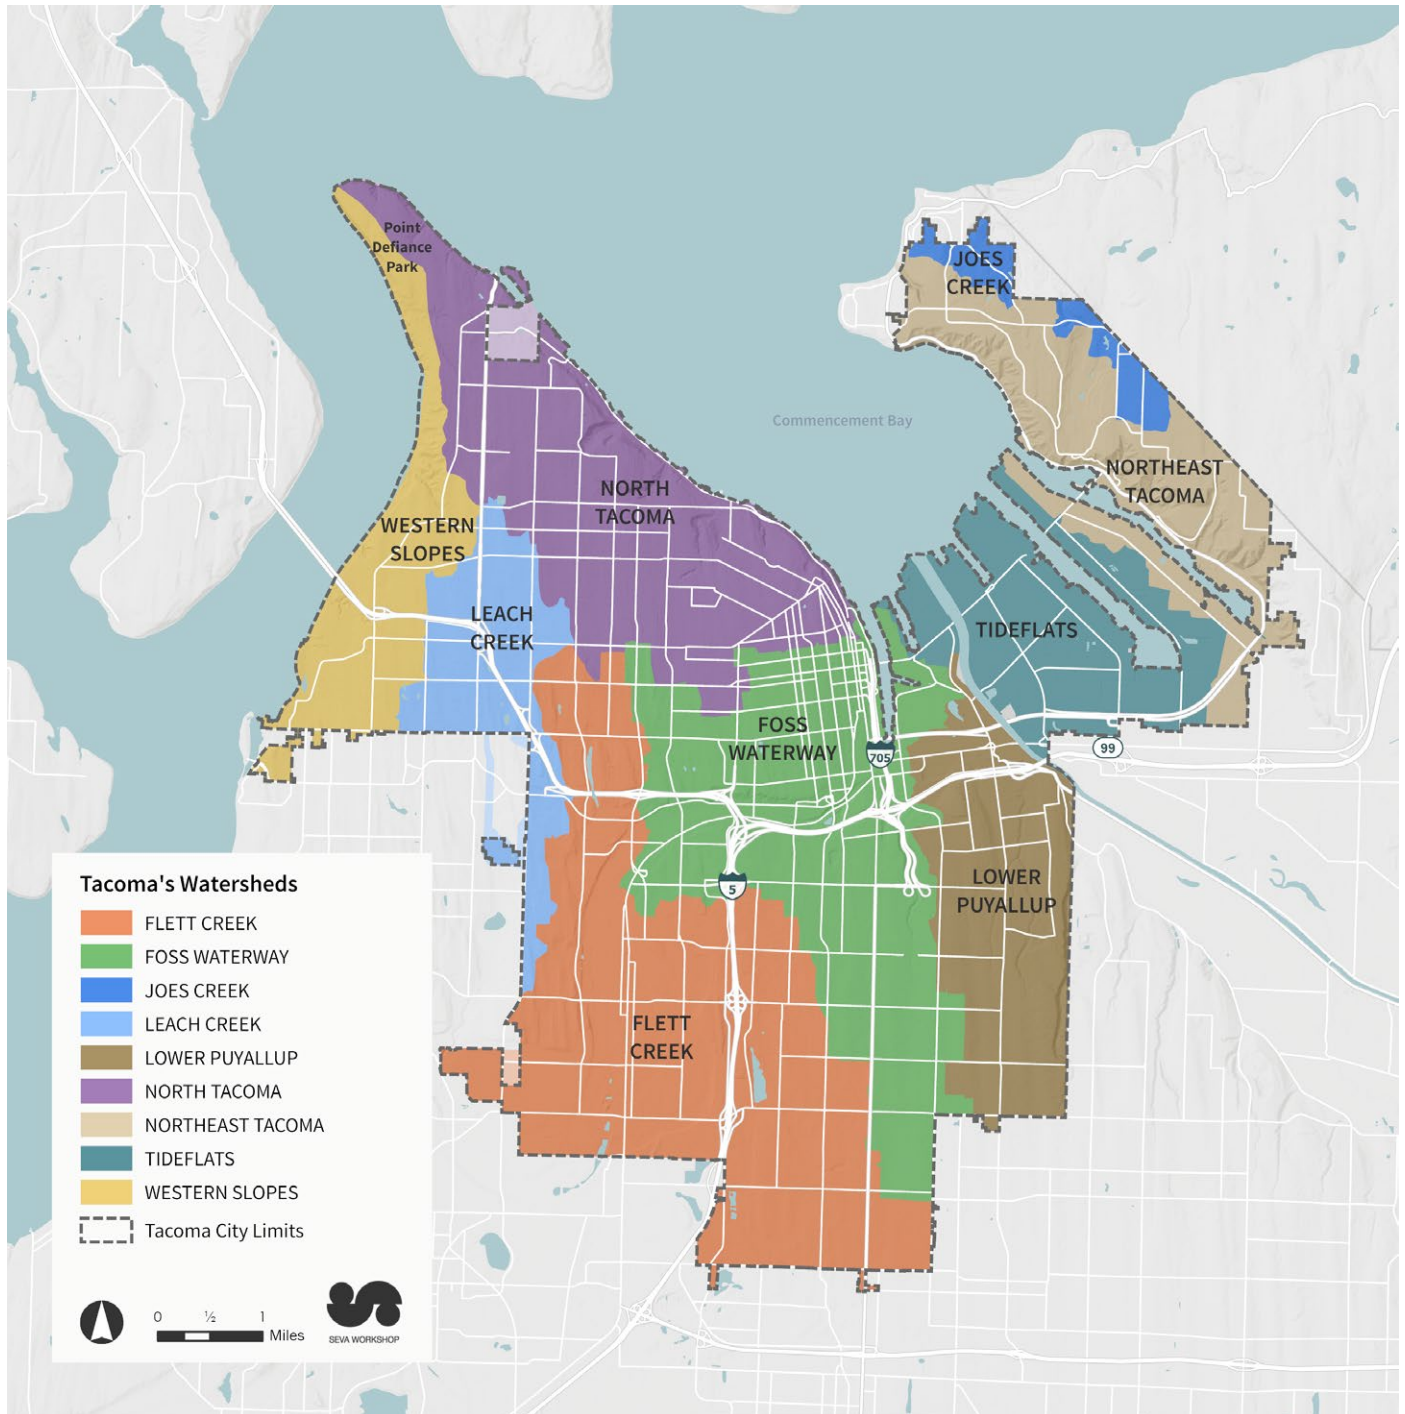 Point
Defiance
Park
JOES
CREEK
Commencement Bay
NORTHEAST
TACOMA
NORTH
TACOMA
WESTERN
SLOPES
LEACH
CREEK
TIDEFLATS
FOSS
WATERWAY
705
99
5
LOWER
PUYALLUP
FLETT
CREEK
Tacoma's Watersheds
FLETT CREEK
FOSS WATERWAY
JOES CREEK
LEACH CREEK
LOWER PUYALLUP
NORTH TACOMA
NORTHEAST TACOMA
TIDEFLATS
WESTERN SLOPES
Tacoma City Limits
0 ½ 1
Miles
SEVA WORKSHOP